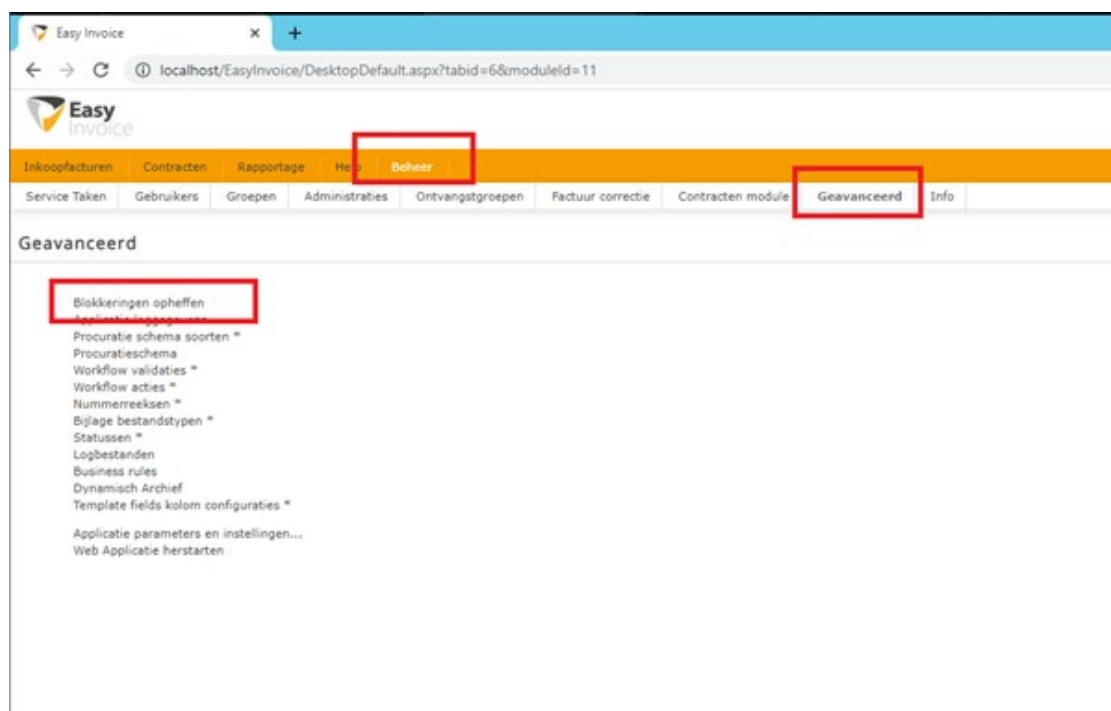 Easy Invoice
localhost/EasyInvoice/DesktopDefault.aspx?tabid=6&moduleId=11
Easy
Invoice
Inkoopfacturen Contracten Rapportage Help Beheer
Service Taken Gebruikers Groepen Administraties Ontvangstgroepen Factuur correctie Contracten module Geavanceerd Info
Geavanceerd
Blokkeringen opheffen
Applicatie loggegevens
Procuratie schema soorten *
Procuratieschema
Workflow validaties *
Workflow acties *
Nummerreeksen *
Bijlage bestandstypen *
Statussen *
Logbestanden
Business rules
Dynamisch Archief
Template fields kolom configuraties *
Applicatie parameters en instellingen...
Web Applicatie herstarten